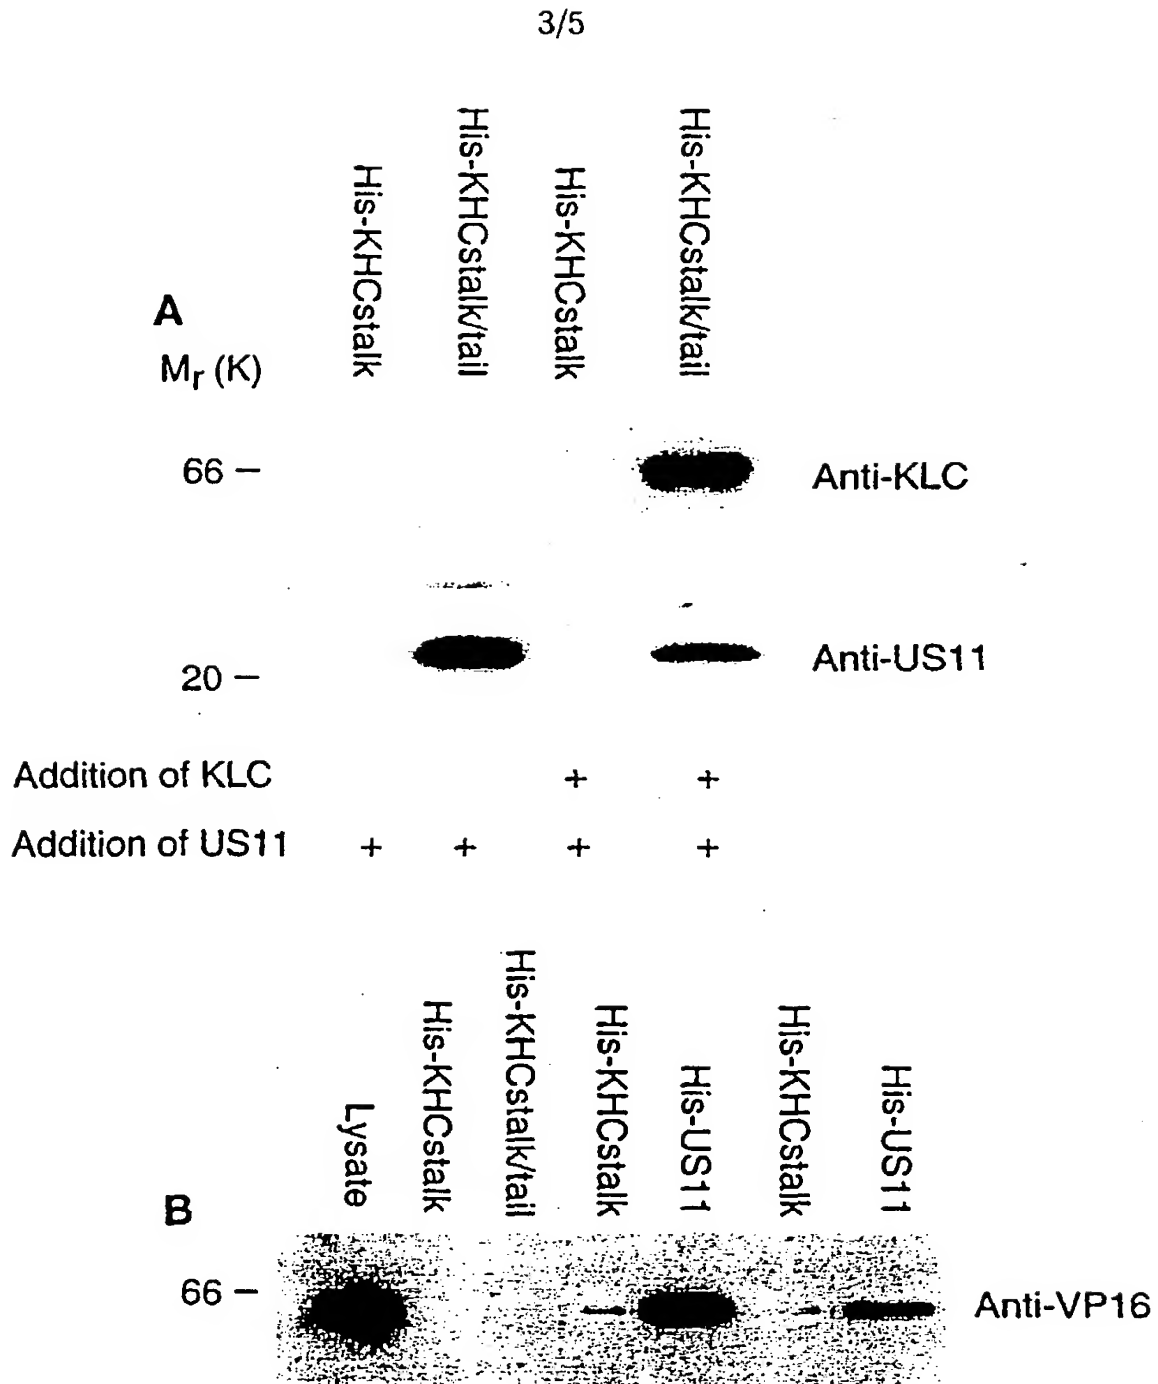 3/5
His-KHCstalk
His-KHCstalk/tail
His-KHCstalk
His-KHCstalk/tail
A
Mr (K)
66 –
Anti-KLC
20 –
Anti-US11
Addition of KLC + +
Addition of US11 + + + +
Lysate
His-KHCstalk
His-KHCstalk/tail
His-KHCstalk
His-US11
His-KHCstalk
His-US11
B
66 –
Anti-VP16